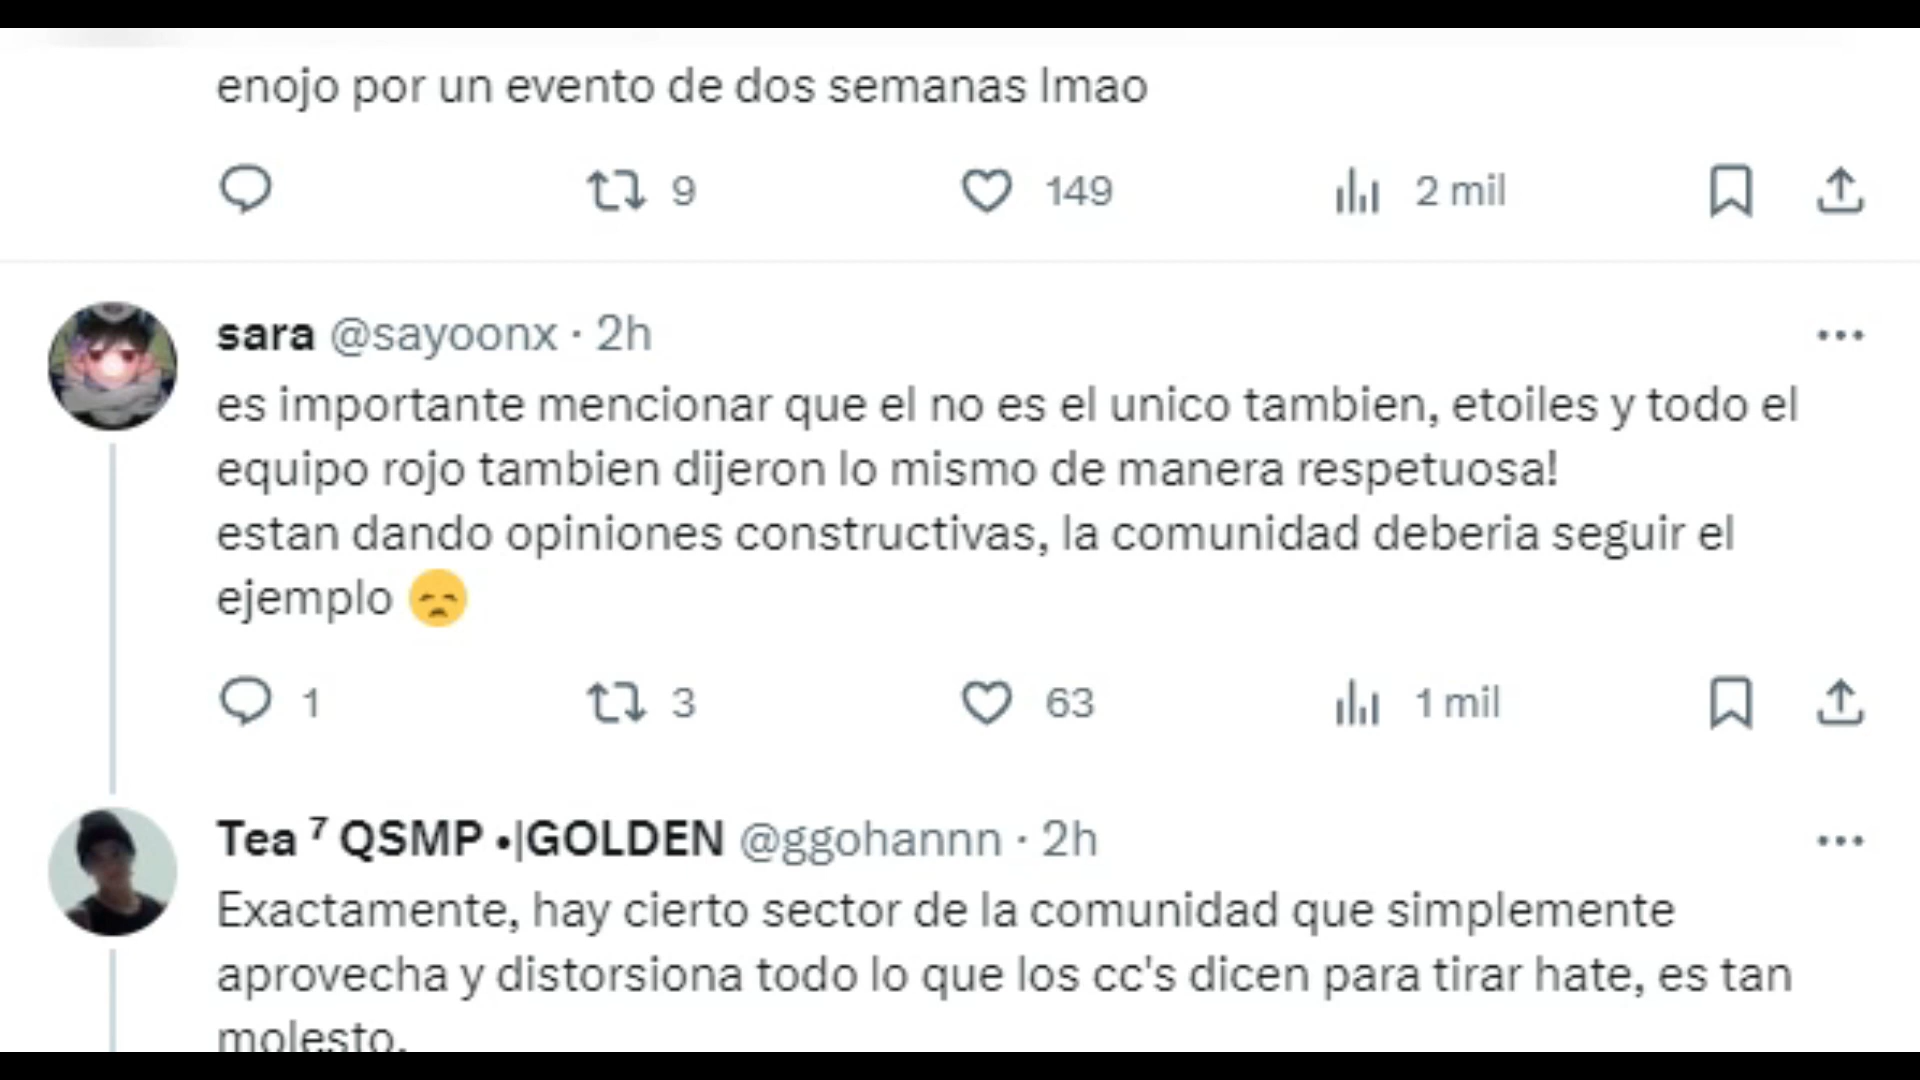 enojo por un evento de dos semanas lmao
9 149 2 mil
sara @sayoonx · 2h
es importante mencionar que el no es el unico tambien, etoiles y todo el
equipo rojo tambien dijeron lo mismo de manera respetuosa!
estan dando opiniones constructivas, la comunidad deberia seguir el
ejemplo 😞
1 3 63 1 mil
Tea ⁷ QSMP •|GOLDEN @ggohannn · 2h
Exactamente, hay cierto sector de la comunidad que simplemente
aprovecha y distorsiona todo lo que los cc's dicen para tirar hate, es tan
molesto.